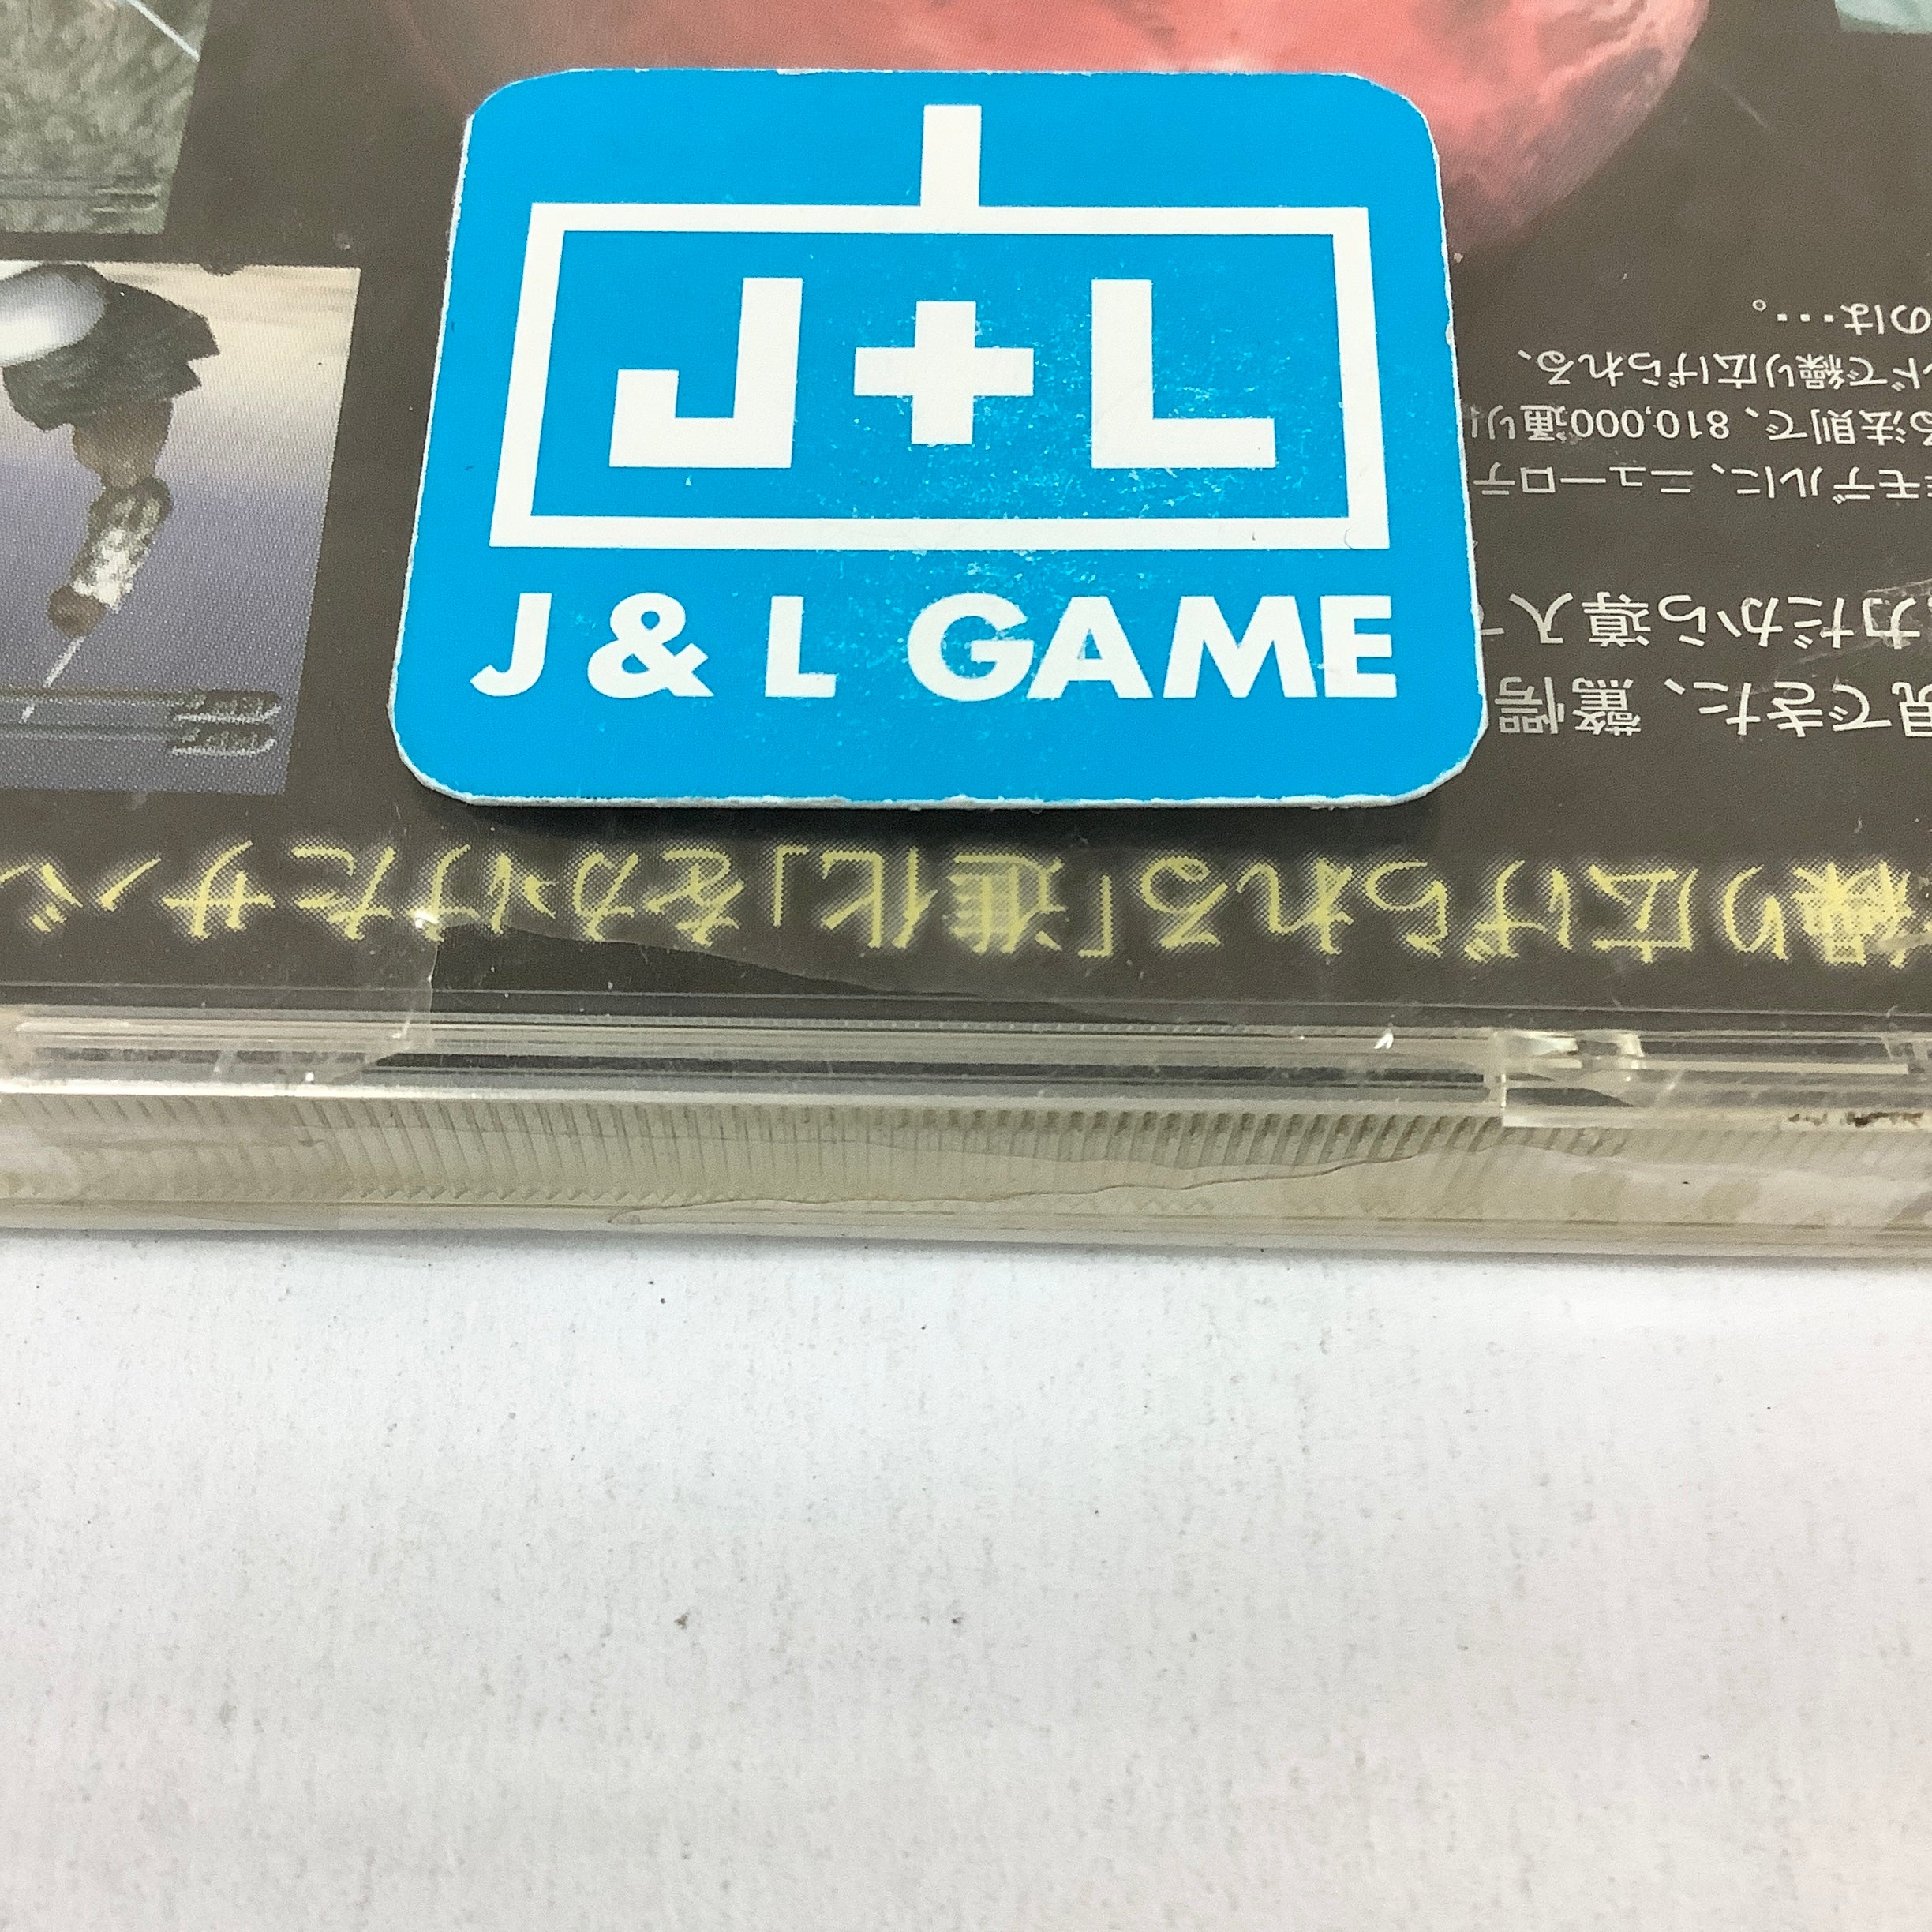 J+L
J & L GAME
繰り広げられる「進化」をかけたサバ
見できた、驚愕
力だから導入
モデルに、ニューロテ
る法則で、810,000通り
ドで繰り広げられる、
のは・・・。